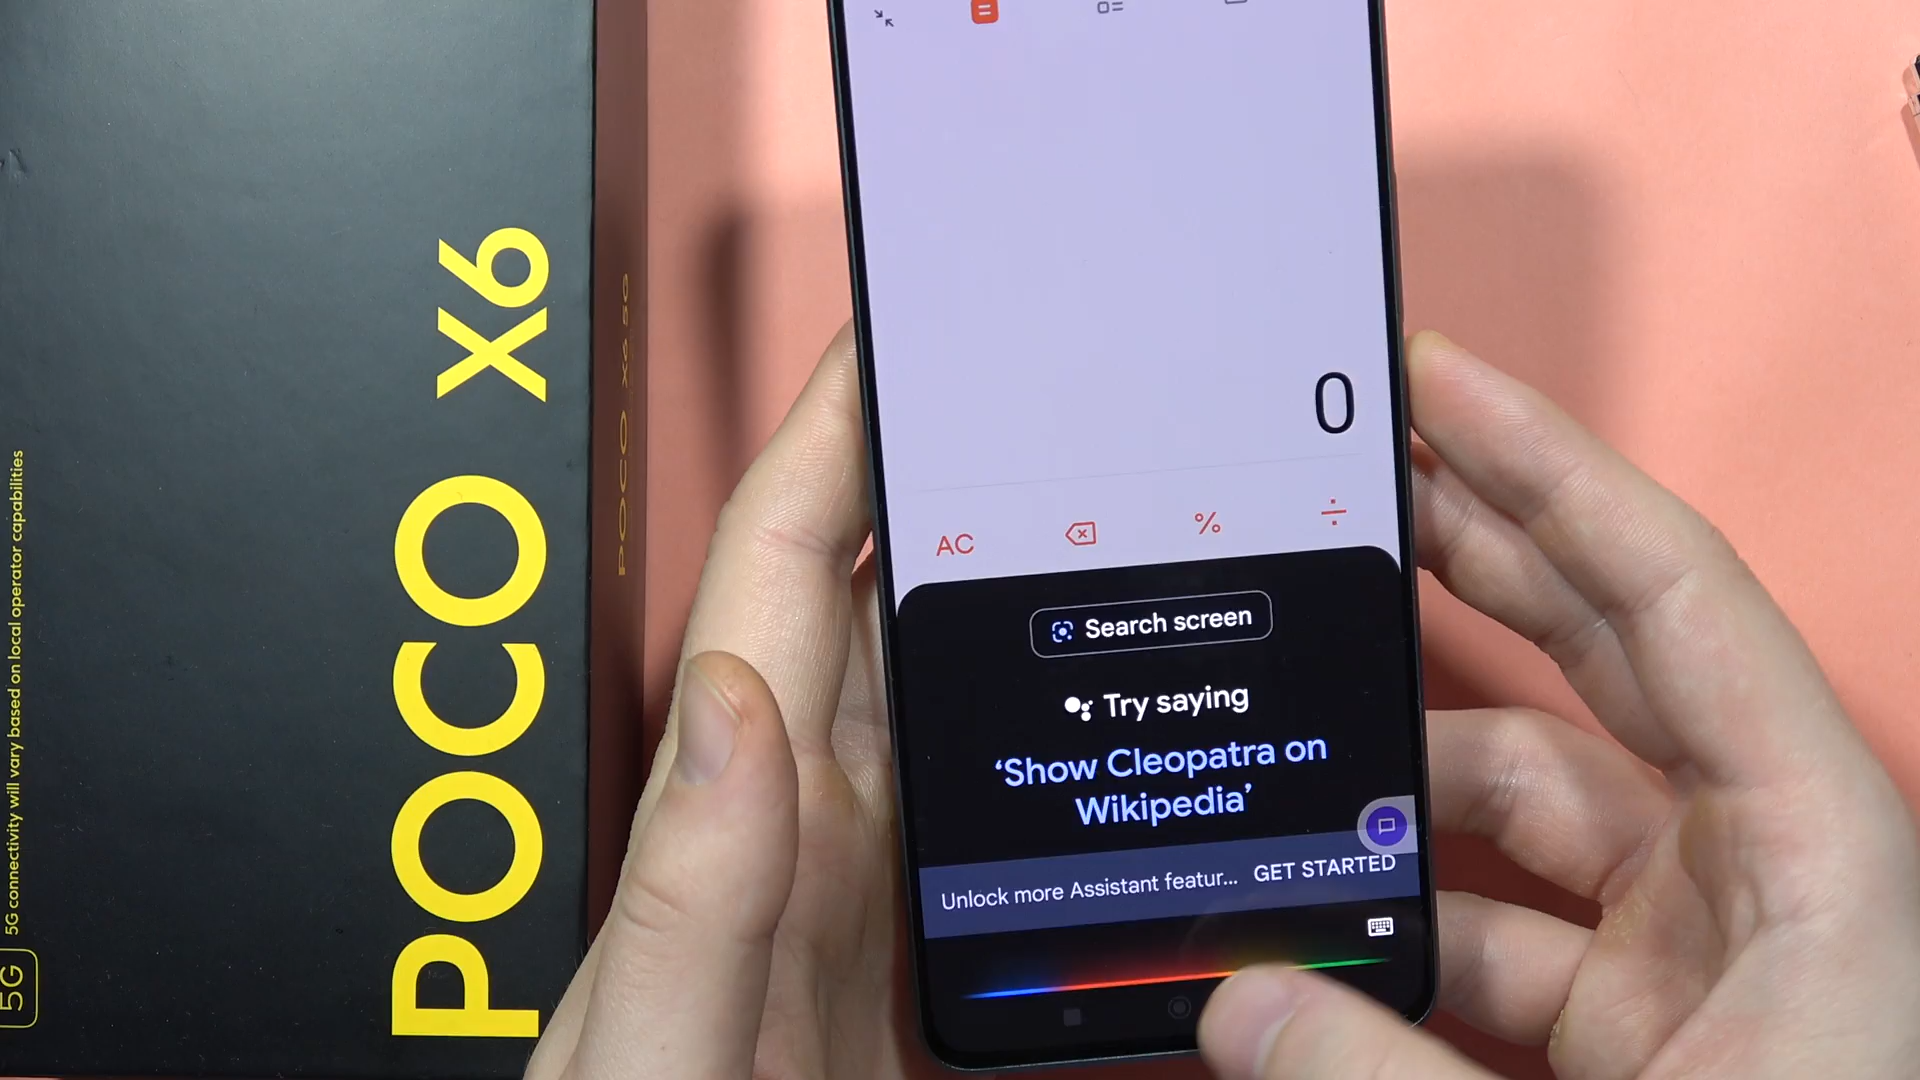 POCO X6
5G
5G connectivity will vary based on local operator capabilities
POCO X6 5G
0
AC
%
÷
Search screen
Try saying
‘Show Cleopatra on
Wikipedia’
Unlock more Assistant featur...
GET STARTED